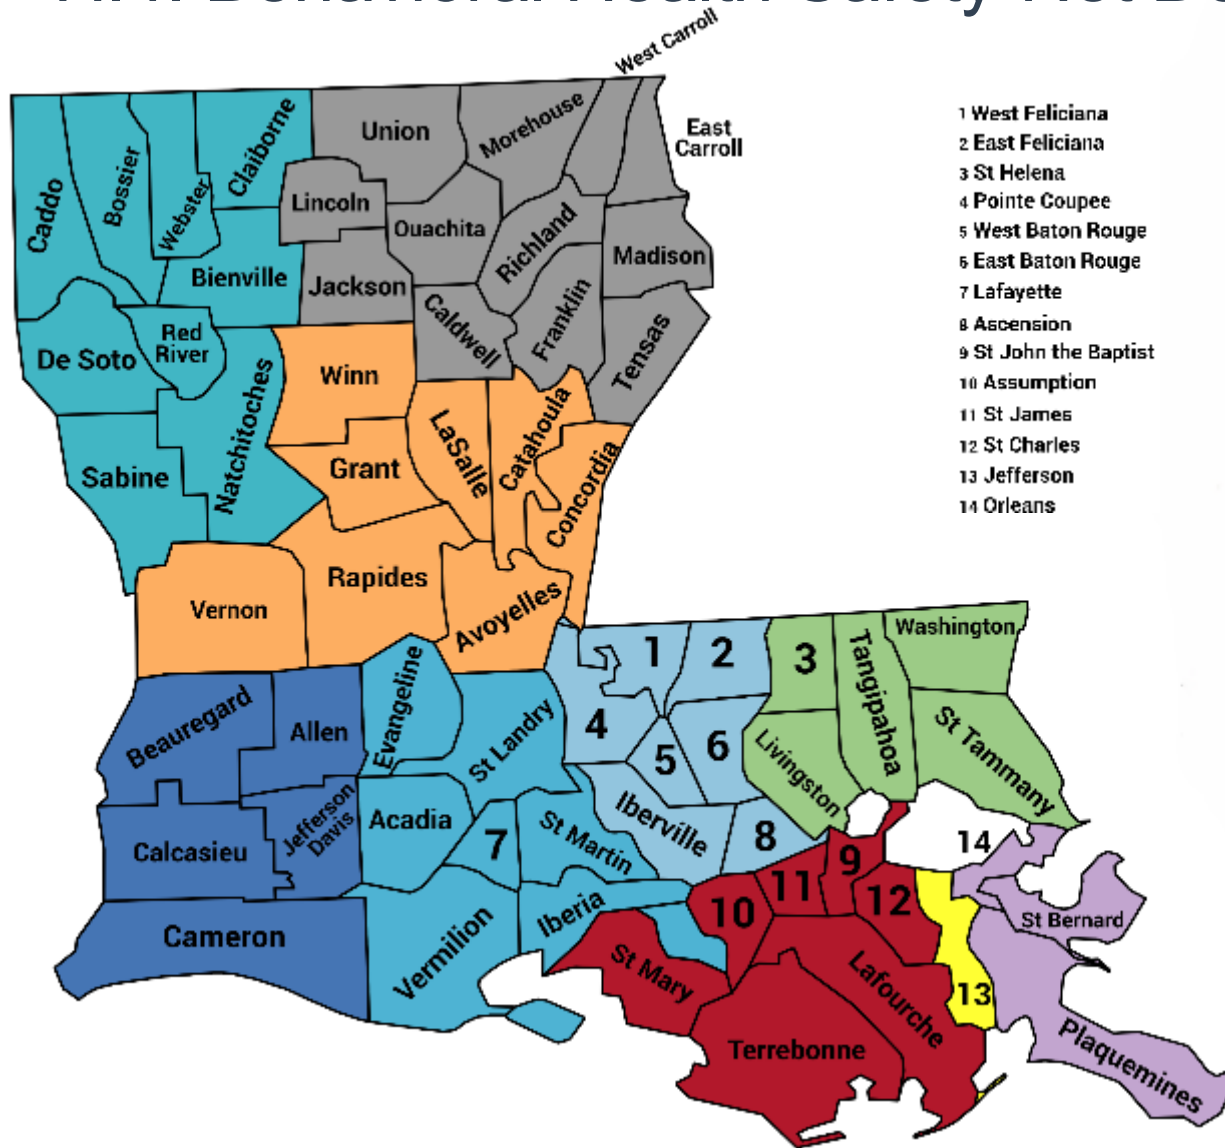 Behavioral Health Safety Net
West Carroll
East
Carroll
Union
Morehouse
Claiborne
Caddo
Bossier
Webster
Lincoln
Ouachita
Richland
Madison
Bienville
Jackson
Caldwell
Franklin
Tensas
Red
River
De Soto
Natchitoches
Winn
Sabine
Grant
LaSalle
Catahoula
Concordia
Vernon
Rapides
Avoyelles
1 West Feliciana
2 East Feliciana
3 St Helena
4 Pointe Coupee
5 West Baton Rouge
6 East Baton Rouge
7 Lafayette
8 Ascension
9 St John the Baptist
10 Assumption
11 St James
12 St Charles
13 Jefferson
14 Orleans
Beauregard
Allen
Evangeline
St Landry
1
2
3
4
5
6
Tangipahoa
Washington
Livingston
St Tammany
Calcasieu
Jefferson
Davis
Acadia
7
St Martin
Iberville
8
9
14
Cameron
Vermilion
Iberia
10
11
12
St Bernard
St Mary
Lafourche
13
Terrebonne
Plaquemines